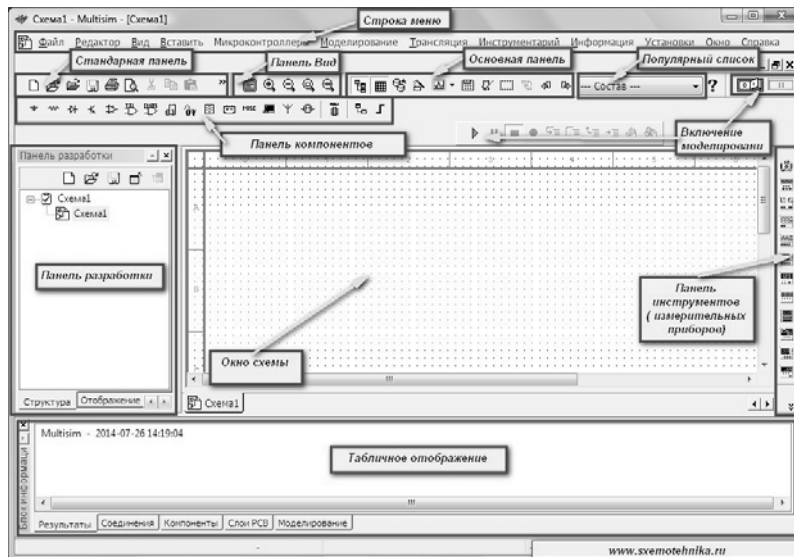 Схема1 - Multisim - [Схема1]
Строка меню
Файл Редактор Вид Вставить Микроконтроллеры Моделирование Трансляция Инструментарий Информация Установки Окно Справка
Стандарная панель
Панель Вид
Основная панель
Популярный список
--- Состав ---
?
MISC
Панель компонентов
Включение
моделировани
Панель разработки
Схема1
Схема1
A
B
Панель разработки
Панель
инструментов
( измерительных
приборов)
Окно схемы
Структура Отображение
Схема1
Multisim - 2014-07-26 14:19:04
Табличное отображение
Блок информаци
Результаты Соединения Компоненты Слои PCB Моделирование
www.sxemotehnika.ru